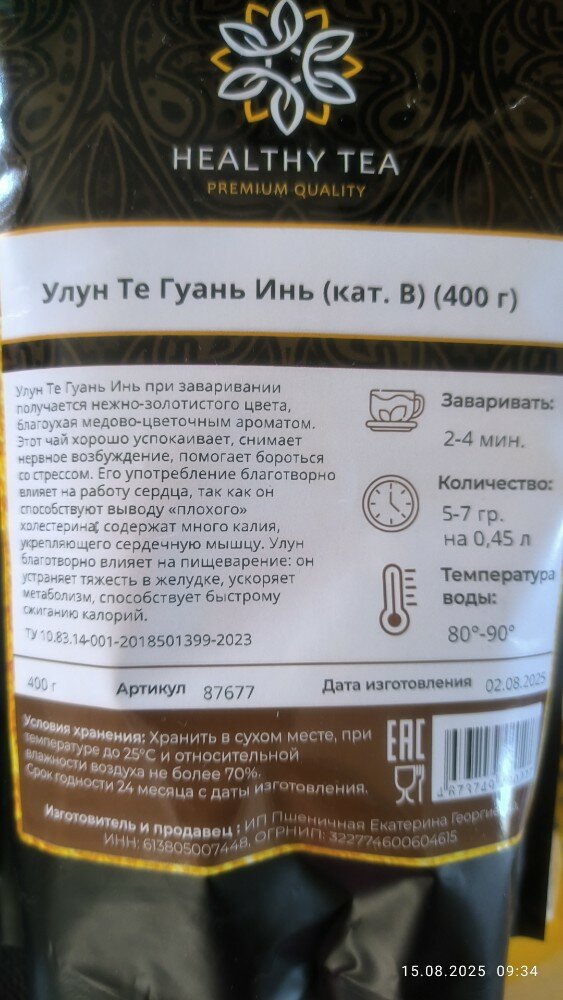 HEALTHY TEA
PREMIUM QUALITY
Улун Те Гуань Инь (кат. В) (400 г)
Улун Те Гуань Инь при заваривании
получается нежно-золотистого цвета,
благоухая медово-цветочным ароматом.
Этот чай хорошо успокаивает, снимает
нервное возбуждение, помогает бороться
со стрессом. Его употребление благотворно
влияет на работу сердца, так как он
способствуют выводу «плохого»
холестерина; содержат много калия,
укрепляющего сердечную мышцу. Улун
благотворно влияет на пищеварение: он
устраняет тяжесть в желудке, ускоряет
метаболизм, способствует быстрому
сжиганию калорий.
ТУ 10.83.14-001-2018501399-2023
Заваривать:
2-4 мин.
Количество:
5-7 гр.
на 0,45 л
Температура
воды:
80°-90°
400 г
Артикул 87677
Дата изготовления 02.08.2025
Условия хранения: Хранить в сухом месте, при
температуре до 25°С и относительной
влажности воздуха не более 70%.
Срок годности 24 месяца с даты изготовления.
EAC
Изготовитель и продавец : ИП Пшеничная Екатерина
ИНН: 613805007448, ОГРНИП: 322774600604615
15.08.2025 09:34